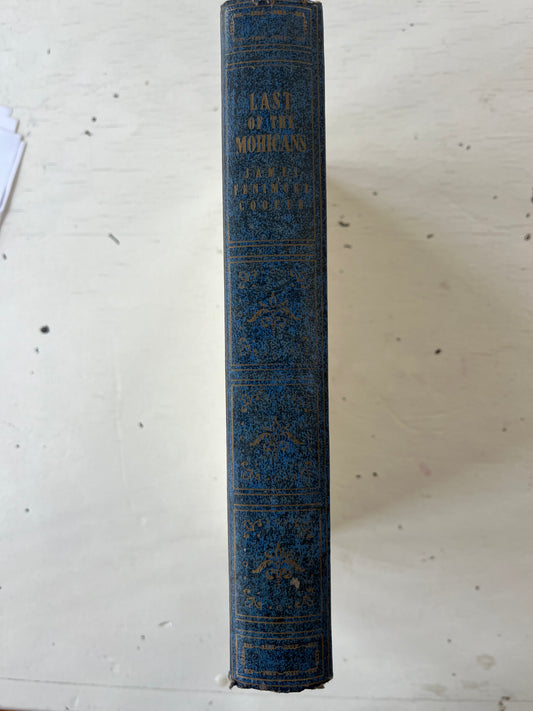 LAST
OF THE
MOHICANS
JAMES
FENIMORE
COOPER